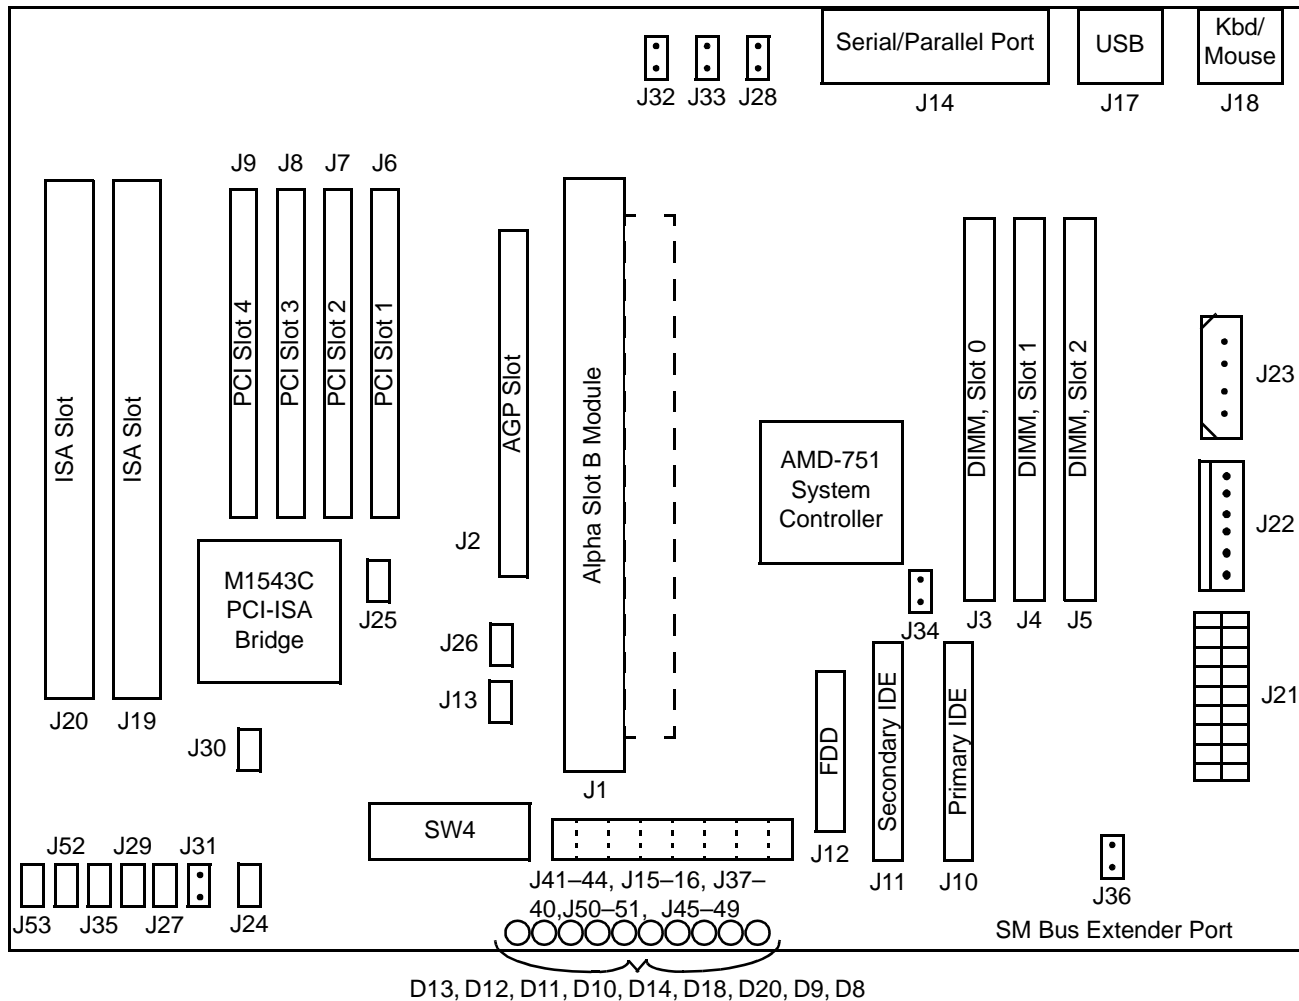 Serial/Parallel Port
USB
Kbd/
Mouse
J32
J33
J28
J14
J17
J18
J9
J8
J7
J6
ISA Slot
ISA Slot
PCI Slot 4
PCI Slot 3
PCI Slot 2
PCI Slot 1
AGP Slot
Alpha Slot B Module
DIMM, Slot 0
DIMM, Slot 1
DIMM, Slot 2
J23
AMD-751
System
Controller
J22
J2
M1543C
PCI-ISA
Bridge
J25
J26
J34
J3
J4
J5
J13
J21
J20
J19
J30
FDD
Secondary IDE
Primary IDE
J1
SW4
J52
J29
J31
J12
J11
J10
J36
J41–44, J15–16, J37–
40,J50–51, J45–49
J53
J35
J27
J24
SM Bus Extender Port
D13, D12, D11, D10, D14, D18, D20, D9, D8